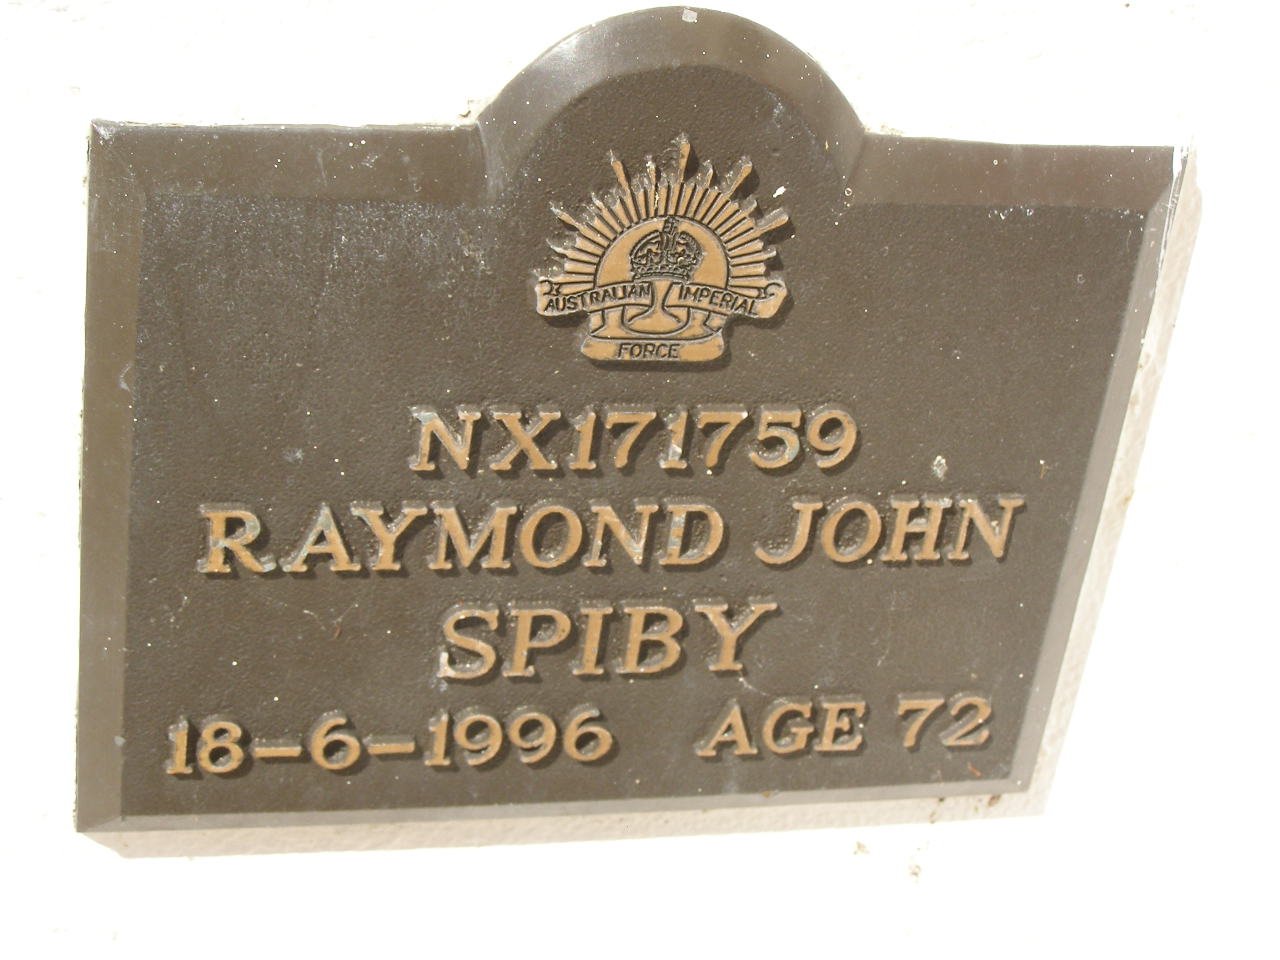 AUSTRALIAN IMPERIAL
FORCE
NX171759
RAYMOND JOHN
SPIBY
18-6-1996 AGE 72